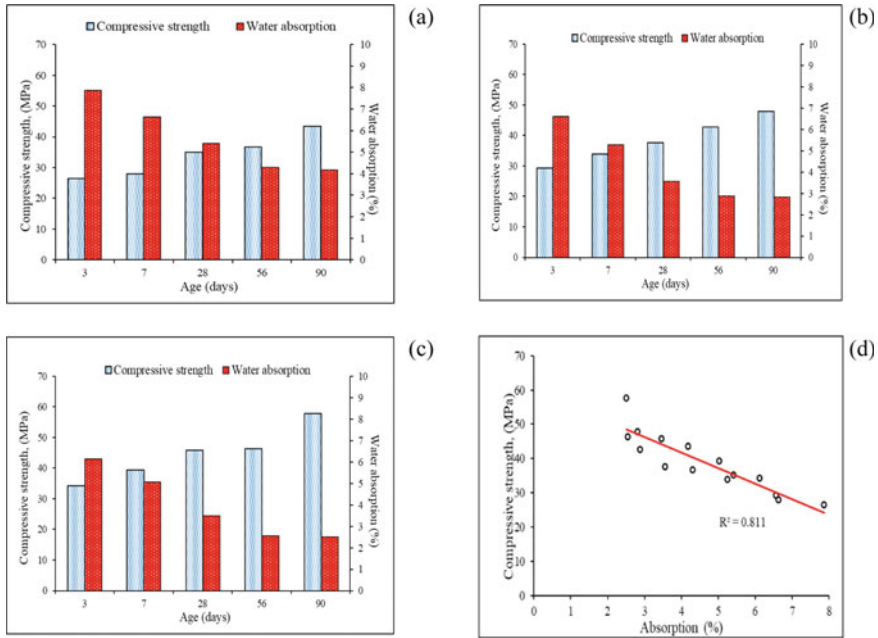 (a)
Compressive strength Water absorption
Compressive strength, (MPa)
70
60
50
40
30
20
10
0
10
9
8
7
6
5
4
3
2
1
0
Water absorption (%)
3 7 28 56 90
Age (days)
(b)
Compressive strength Water absorption
Compressive strength, (MPa)
70
60
50
40
30
20
10
0
10
9
8
7
6
5
4
3
2
1
0
Water absorption (%)
3 7 28 56 90
Age (days)
(c)
Compressive strength Water absorption
Compressive strength, (MPa)
70
60
50
40
30
20
10
0
10
9
8
7
6
5
4
3
2
1
0
Water absorption (%)
3 7 28 56 90
Age (days)
(d)
Compressive strength, (MPa)
70
60
50
40
30
20
10
0
R² = 0.811
0 1 2 3 4 5 6 7 8
Absorption (%)